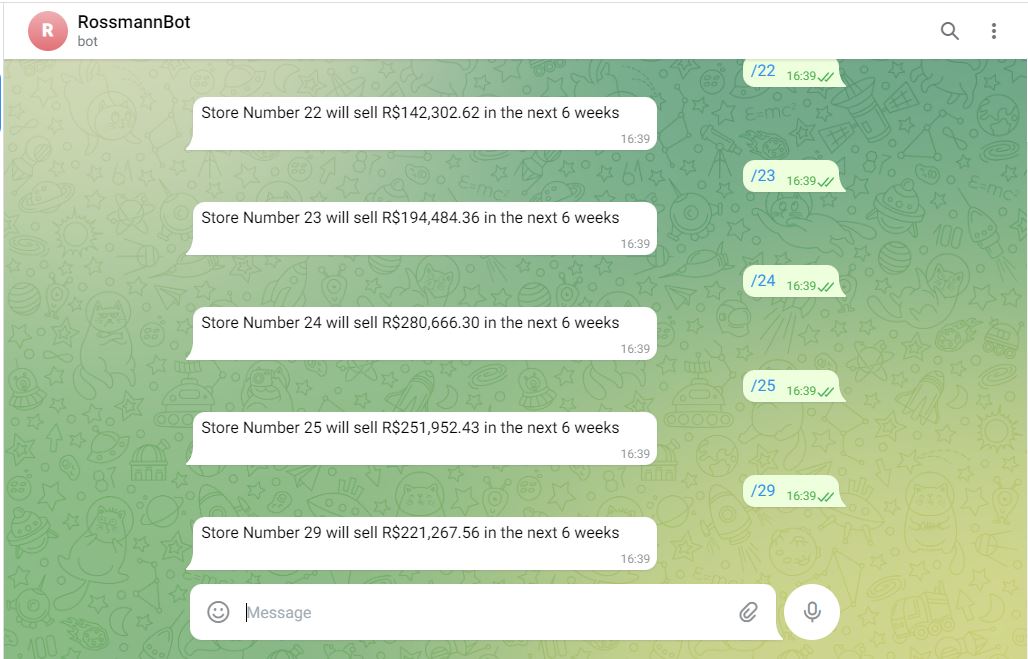 R
RossmannBot
bot
/22 16:39
Store Number 22 will sell R$142,302.62 in the next 6 weeks
16:39
/23 16:39
Store Number 23 will sell R$194,484.36 in the next 6 weeks
16:39
/24 16:39
Store Number 24 will sell R$280,666.30 in the next 6 weeks
16:39
/25 16:39
Store Number 25 will sell R$251,952.43 in the next 6 weeks
16:39
/29 16:39
Store Number 29 will sell R$221,267.56 in the next 6 weeks
16:39
Message